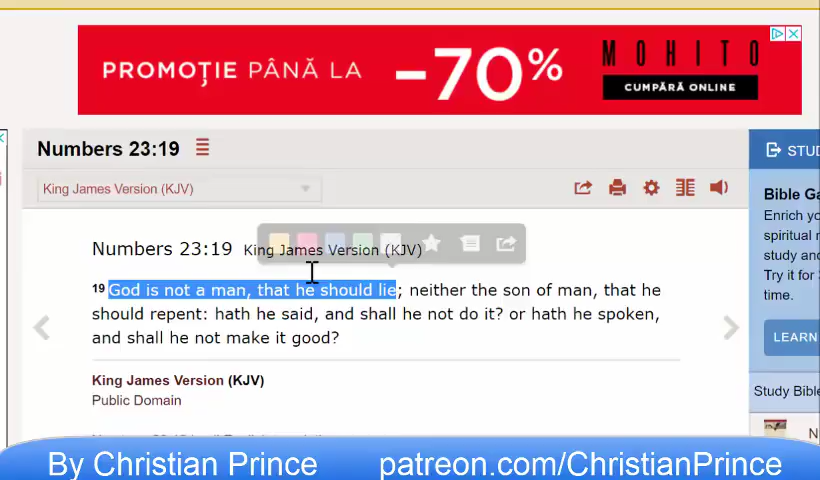 PROMOȚIE PÂNĂ LA -70% MOHITO
CUMPĂRĂ ONLINE
Numbers 23:19
STU
King James Version (KJV)
Bible Ga
Enrich yo
spiritual
study and
Try it for
time.
LEARN
Study Bible
N
Numbers 23:19 King James Version (KJV)
19 God is not a man, that he should lie; neither the son of man, that he
should repent: hath he said, and shall he not do it? or hath he spoken,
and shall he not make it good?
King James Version (KJV)
Public Domain
By Christian Prince patreon.com/ChristianPrince